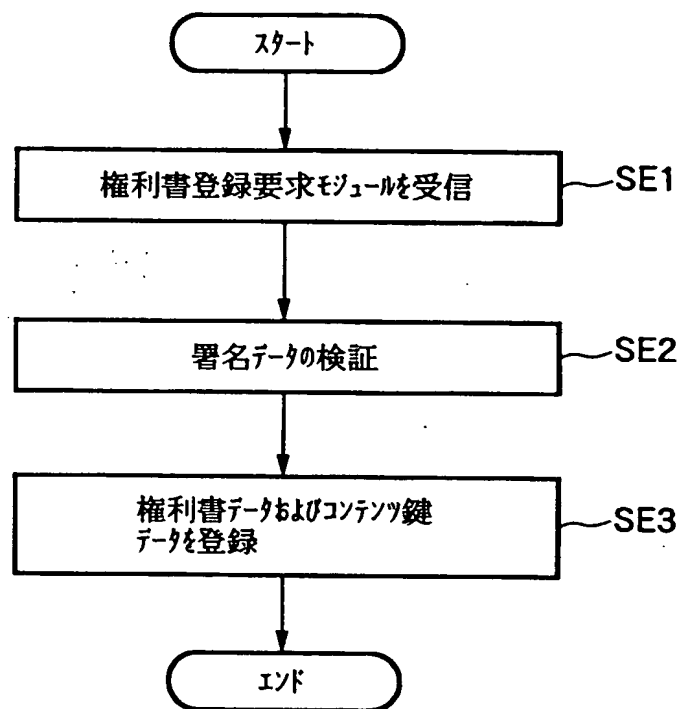 スタート
権利書登録要求モジュールを受信
SE1
署名データの検証
SE2
権利書データおよびコンテンツ鍵
データを登録
SE3
エンド